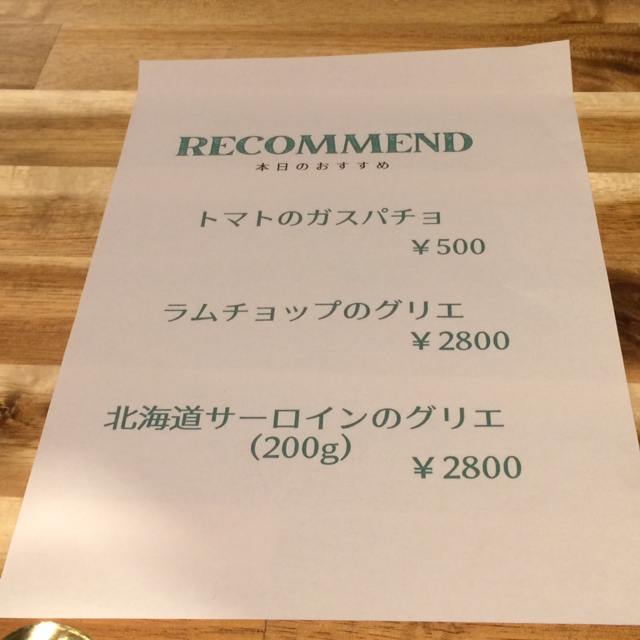 RECOMMEND
本日のおすすめ
トマトのガスパチョ
￥500
ラムチョップのグリエ
￥2800
北海道サーロインのグリエ
(200g)
￥2800